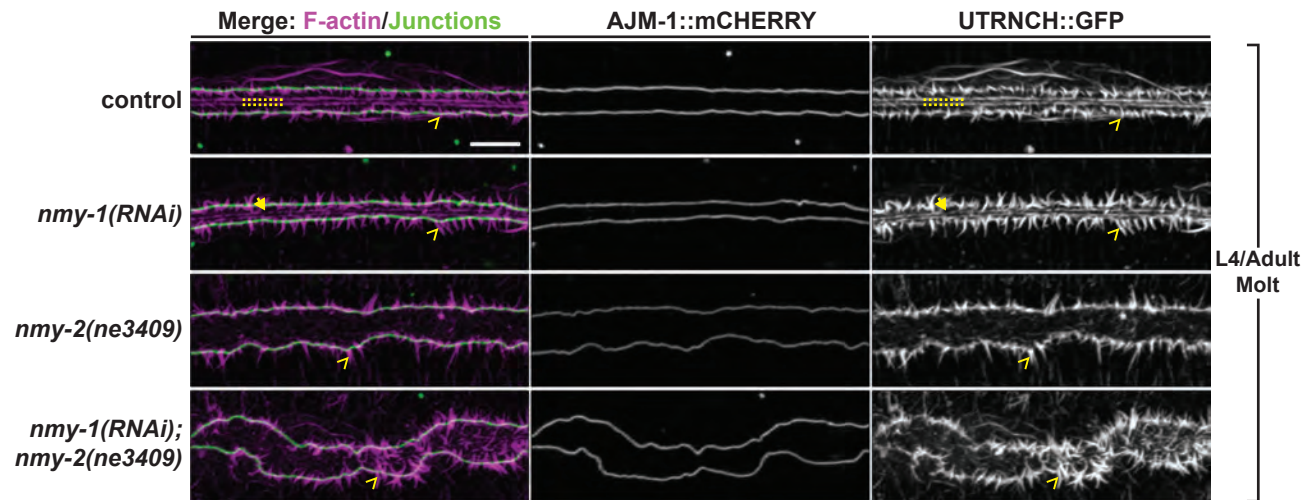 Merge: F-actin/Junctions
AJM-1::mCHERRY
UTRNCH::GFP
control
nmy-1(RNAi)
nmy-2(ne3409)
nmy-1(RNAi);
nmy-2(ne3409)
L4/Adult
Molt